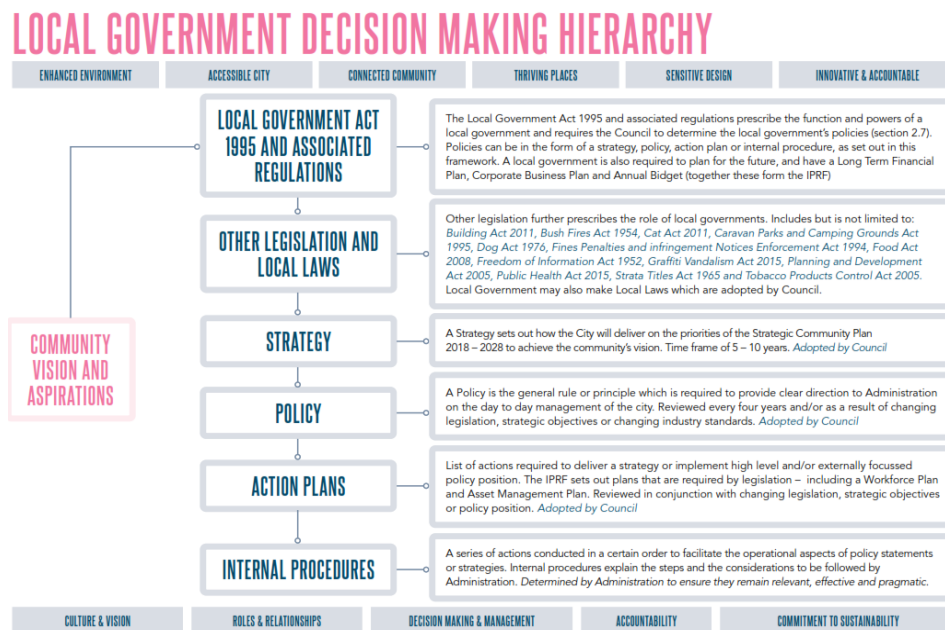 LOCAL GOVERNMENT DECISION MAKING HIERARCHY
ENHANCED ENVIRONMENT
ACCESSIBLE CITY
CONNECTED COMMUNITY
THRIVING PLACES
SENSITIVE DESIGN
INNOVATIVE & ACCOUNTABLE
COMMUNITY
VISION AND
ASPIRATIONS
LOCAL GOVERNMENT ACT
1995 AND ASSOCIATED
REGULATIONS
The Local Government Act 1995 and associated regulations prescribe the function and powers of a
local government and requires the Council to determine the local government's policies (section 2.7).
Policies can be in the form of a strategy, policy, action plan or internal procedure, as set out in this
framework. A local government is also required to plan for the future, and have a Long Term Financial
Plan, Corporate Business Plan and Annual Budget (together these form the IPRF)
OTHER LEGISLATION AND
LOCAL LAWS
Other legislation further prescribes the role of local governments. Includes but is not limited to:
Building Act 2011, Bush Fires Act 1954, Cat Act 2011, Caravan Parks and Camping Grounds Act
1995, Dog Act 1976, Fines Penalties and infringement Notices Enforcement Act 1994, Food Act
2008, Freedom of Information Act 1952, Graffiti Vandalism Act 2015, Planning and Development
Act 2005, Public Health Act 2015, Strata Titles Act 1965 and Tobacco Products Control Act 2005.
Local Government may also make Local Laws which are adopted by Council.
STRATEGY
A Strategy sets out how the City will deliver on the priorities of the Strategic Community Plan
2018 – 2028 to achieve the community's vision. Time frame of 5 – 10 years. Adopted by Council
POLICY
A Policy is the general rule or principle which is required to provide clear direction to Administration
on the day to day management of the city. Reviewed every four years and/or as a result of changing
legislation, strategic objectives or changing industry standards. Adopted by Council
ACTION PLANS
List of actions required to deliver a strategy or implement high level and/or externally focussed
policy position. The IPRF sets out plans that are required by legislation – including a Workforce Plan
and Asset Management Plan. Reviewed in conjunction with changing legislation, strategic objectives
or policy position. Adopted by Council
INTERNAL PROCEDURES
A series of actions conducted in a certain order to facilitate the operational aspects of policy statements
or strategies. Internal procedures explain the steps and the considerations to be followed by
Administration. Determined by Administration to ensure they remain relevant, effective and pragmatic.
CULTURE & VISION
ROLES & RELATIONSHIPS
DECISION MAKING & MANAGEMENT
ACCOUNTABILITY
COMMITMENT TO SUSTAINABILITY